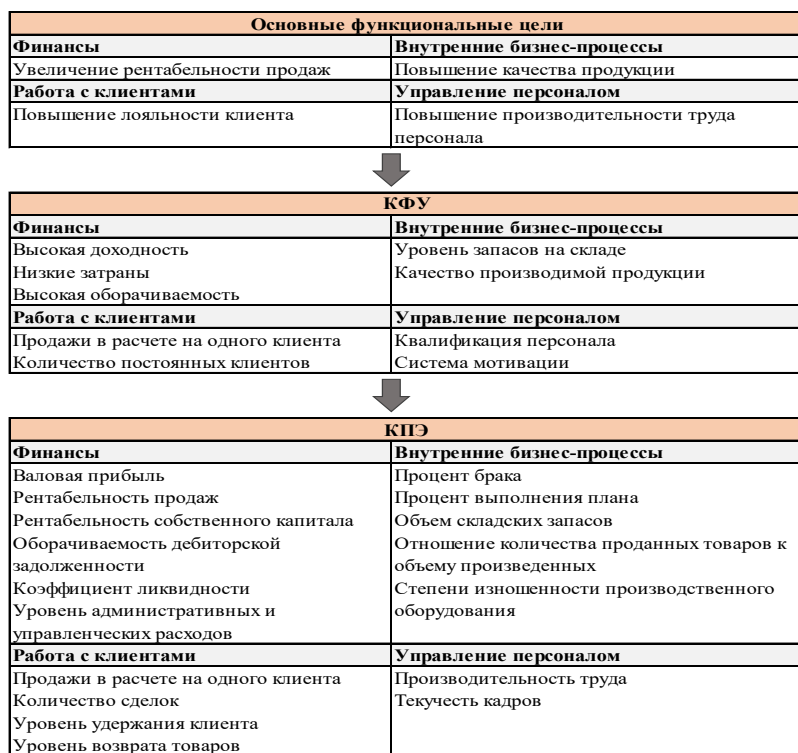 Основные функциональные цели
Финансы
Внутренние бизнес-процессы
Увеличение рентабельности продаж
Повышение качества продукции
Работа с клиентами
Управление персоналом
Повышение лояльности клиента
Повышение производительности труда
персонала
КФУ
Финансы
Внутренние бизнес-процессы
Высокая доходность
Низкие затраны
Высокая оборачиваемость
Уровень запасов на складе
Качество производимой продукции
Работа с клиентами
Управление персоналом
Продажи в расчете на одного клиента
Количество постоянных клиентов
Квалификация персонала
Система мотивации
КПЭ
Финансы
Внутренние бизнес-процессы
Валовая прибыль
Рентабельность продаж
Рентабельность собственного капитала
Оборачиваемость дебиторской
задолженности
Коэффициент ликвидности
Уровень административных и
управленческих расходов
Процент брака
Процент выполнения плана
Объем складских запасов
Отношение количества проданных товаров к
объему произведенных
Степени изношенности производственного
оборудования
Работа с клиентами
Управление персоналом
Продажи в расчете на одного клиента
Количество сделок
Уровень удержания клиента
Уровень возврата товаров
Производительность труда
Текучесть кадров